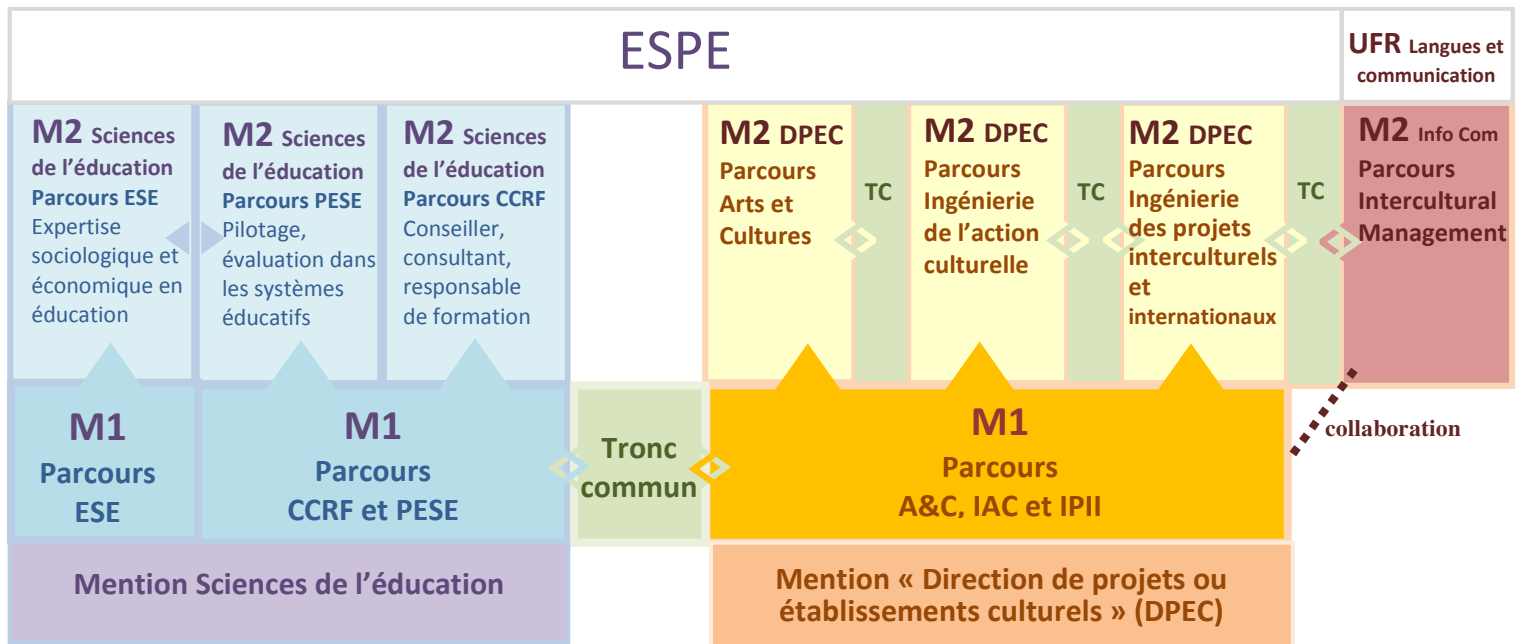 ESPE
UFR Langues et
communication
M2 Sciences
de l’éducation
Parcours ESE
Expertise
sociologique et
économique en
éducation
M2 Sciences
de l’éducation
Parcours PESE
Pilotage,
évaluation dans
les systèmes
éducatifs
M2 Sciences
de l’éducation
Parcours CCRF
Conseiller,
consultant,
responsable
de formation
M2 DPEC
Parcours
Arts et
Cultures
TC
M2 DPEC
Parcours
Ingénierie
de l’action
culturelle
TC
M2 DPEC
Parcours
Ingénierie
des projets
interculturels
et
internationaux
TC
M2 Info Com
Parcours
Intercultural
Management
M1
Parcours
ESE
M1
Parcours
CCRF et PESE
Tronc
commun
M1
Parcours
A&C, IAC et IPII
collaboration
Mention Sciences de l’éducation
Mention « Direction de projets ou
établissements culturels » (DPEC)